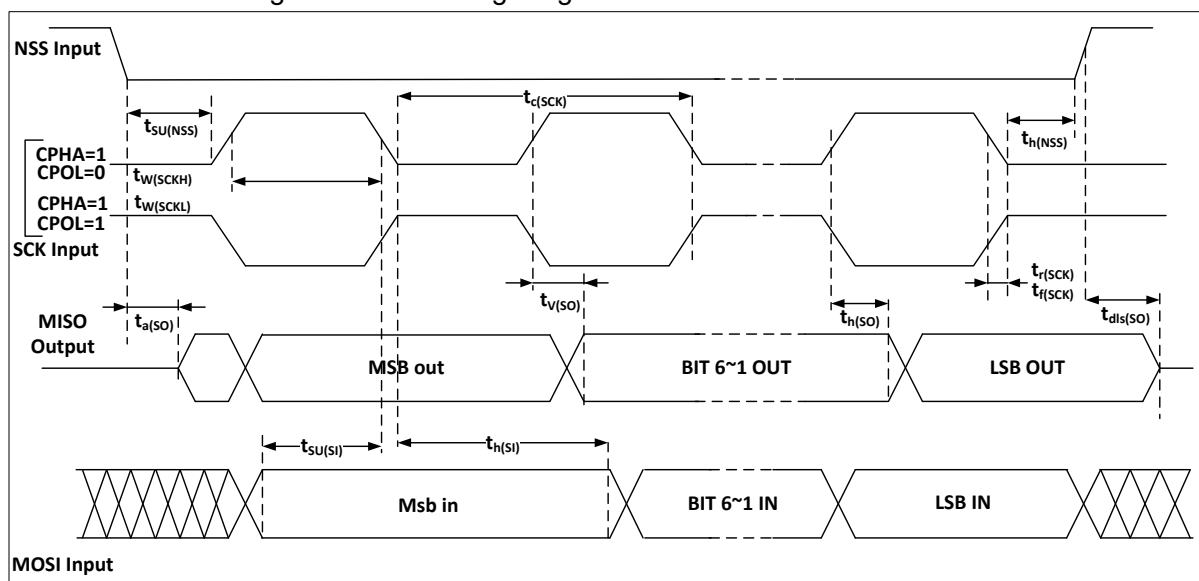 NSS Input
tc(SCK)
tSU(NSS)
th(NSS)
CPHA=1
CPOL=0
tW(SCKH)
CPHA=1
tW(SCKL)
CPOL=1
SCK Input
tr(SCK)
tf(SCK)
tV(SO)
ta(SO)
th(SO)
tdis(SO)
MISO
Output
MSB out
BIT 6~1 OUT
LSB OUT
tSU(SI)
th(SI)
Msb in
BIT 6~1 IN
LSB IN
MOSI Input